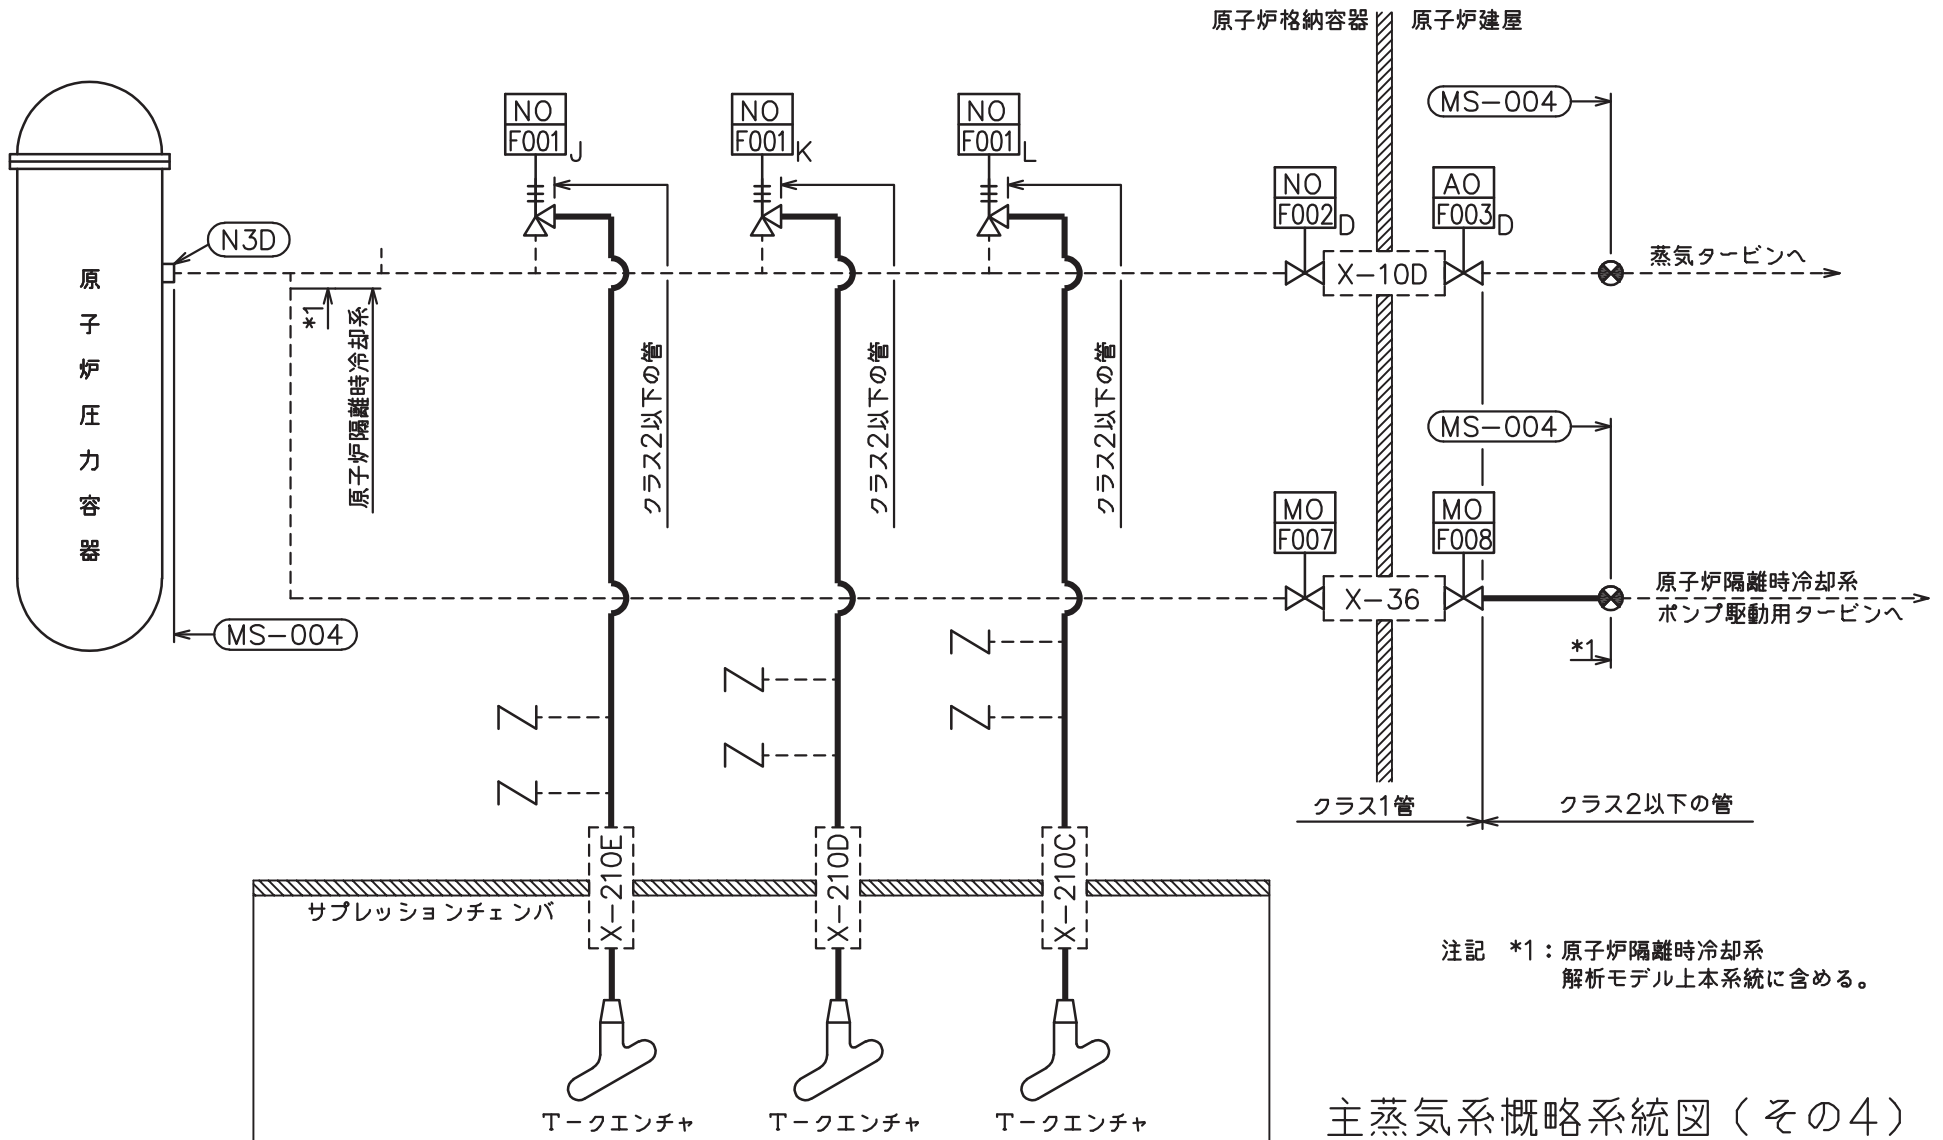 原子炉格納容器
原子炉建屋
NO
F001
J
NO
F001
K
NO
F001
L
MS-004
NO
F002
D
AO
F003
D
N3D
X-10D
蒸気タービンへ
*1
原子炉隔離時冷却系
クラス2以下の管
クラス2以下の管
クラス2以下の管
原子炉圧力容器
MS-004
MO
F007
MO
F008
X-36
原子炉隔離時冷却系
ポンプ駆動用タービンへ
MS-004
*1
クラス1管
クラス2以下の管
X-210E
X-210D
X-210C
サプレッションチェンバ
注記 *1:原子炉隔離時冷却系
解析モデル上本系統に含める。
T-クエンチャ
T-クエンチャ
T-クエンチャ
主蒸気系概略系統図(その4)